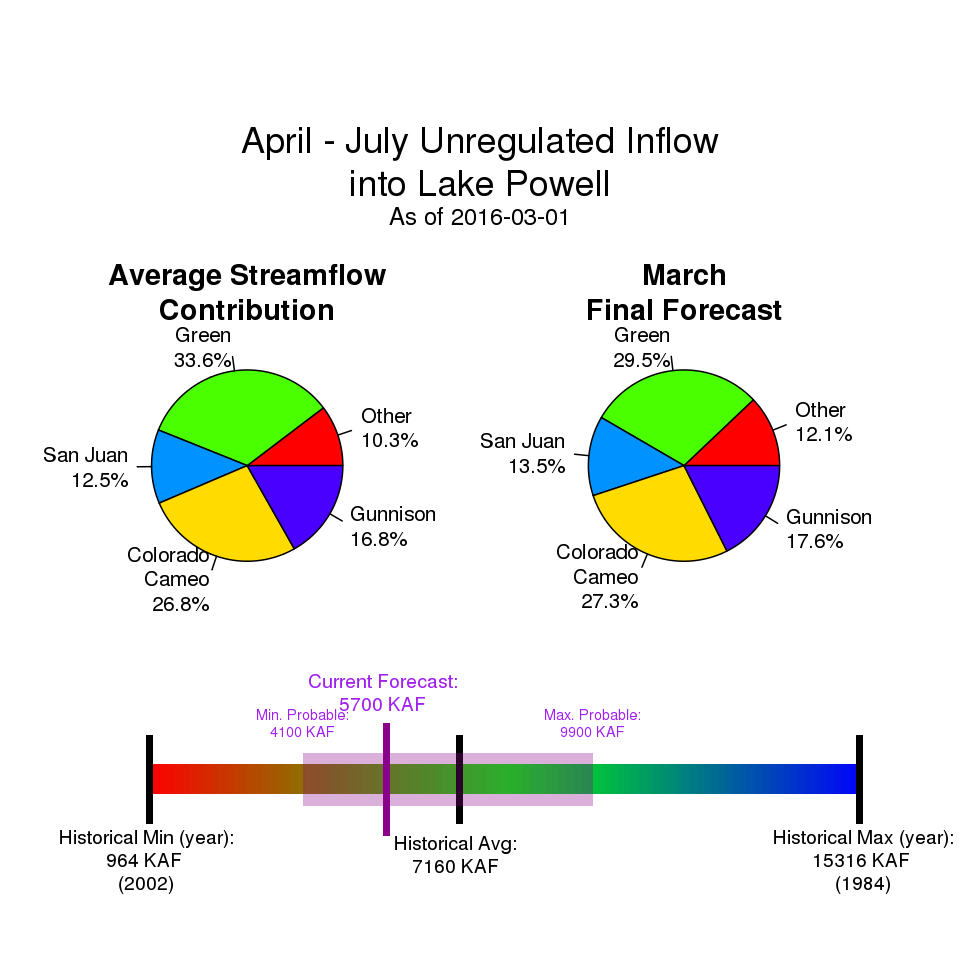 April - July Unregulated Inflow
into Lake Powell
As of 2016-03-01
Average Streamflow
Contribution
Green
33.6%
Other
10.3%
San Juan
12.5%
Gunnison
16.8%
Colorado
Cameo
26.8%
March
Final Forecast
Green
29.5%
Other
12.1%
San Juan
13.5%
Gunnison
17.6%
Colorado
Cameo
27.3%
Current Forecast:
5700 KAF
Min. Probable:
4100 KAF
Max. Probable:
9900 KAF
Historical Min (year):
964 KAF
(2002)
Historical Avg:
7160 KAF
Historical Max (year):
15316 KAF
(1984)